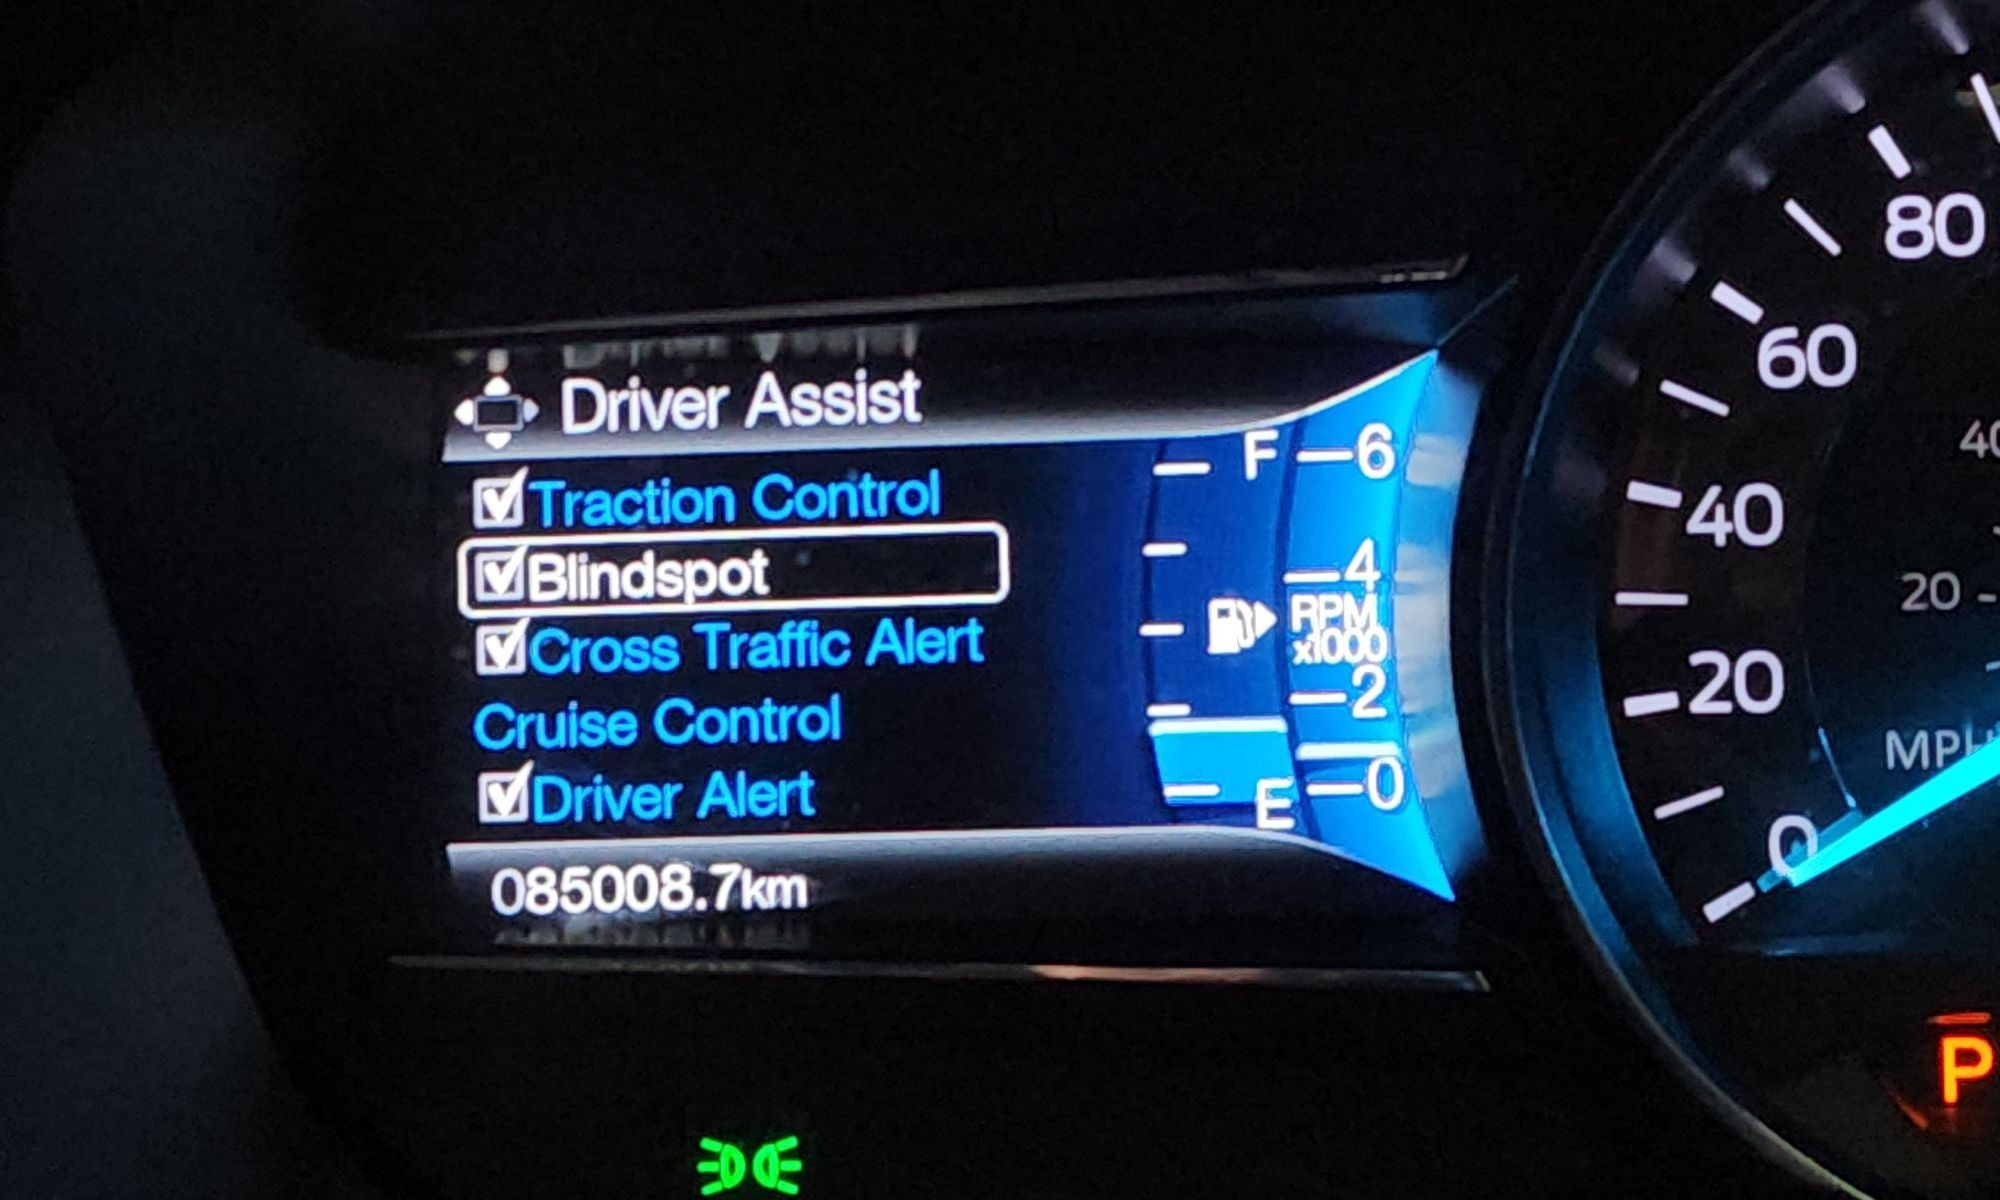 Driver Assist
Traction Control
Blindspot
Cross Traffic Alert
Cruise Control
Driver Alert
085008.7km
F
E
6
4
RPM
x1000
2
0
80
60
40
20
0
40
20
MPH
P